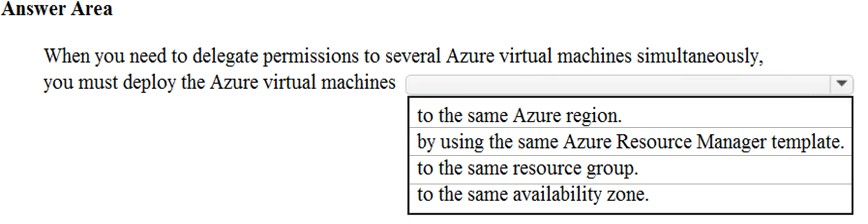 Answer Area
When you need to delegate permissions to several Azure virtual machines simultaneously,
you must deploy the Azure virtual machines
to the same Azure region.
by using the same Azure Resource Manager template.
to the same resource group.
to the same availability zone.